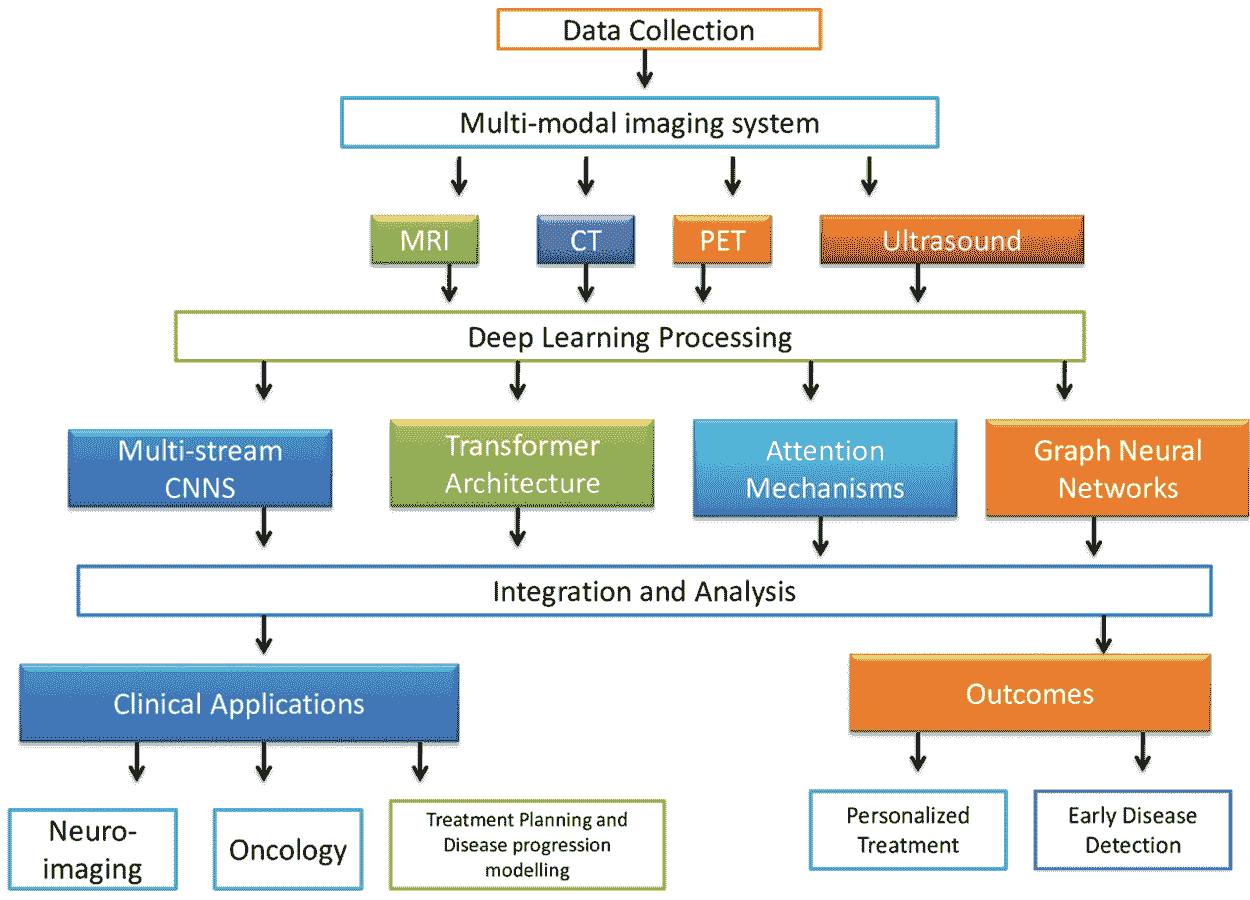 Data Collection
Multi-modal imaging system
MRI
CT
PET
Ultrasound
Deep Learning Processing
Multi-stream
CNNS
Transformer
Architecture
Attention
Mechanisms
Graph Neural
Networks
Integration and Analysis
Clinical Applications
Outcomes
Neuro-
imaging
Oncology
Treatment Planning and
Disease progression
modelling
Personalized
Treatment
Early Disease
Detection